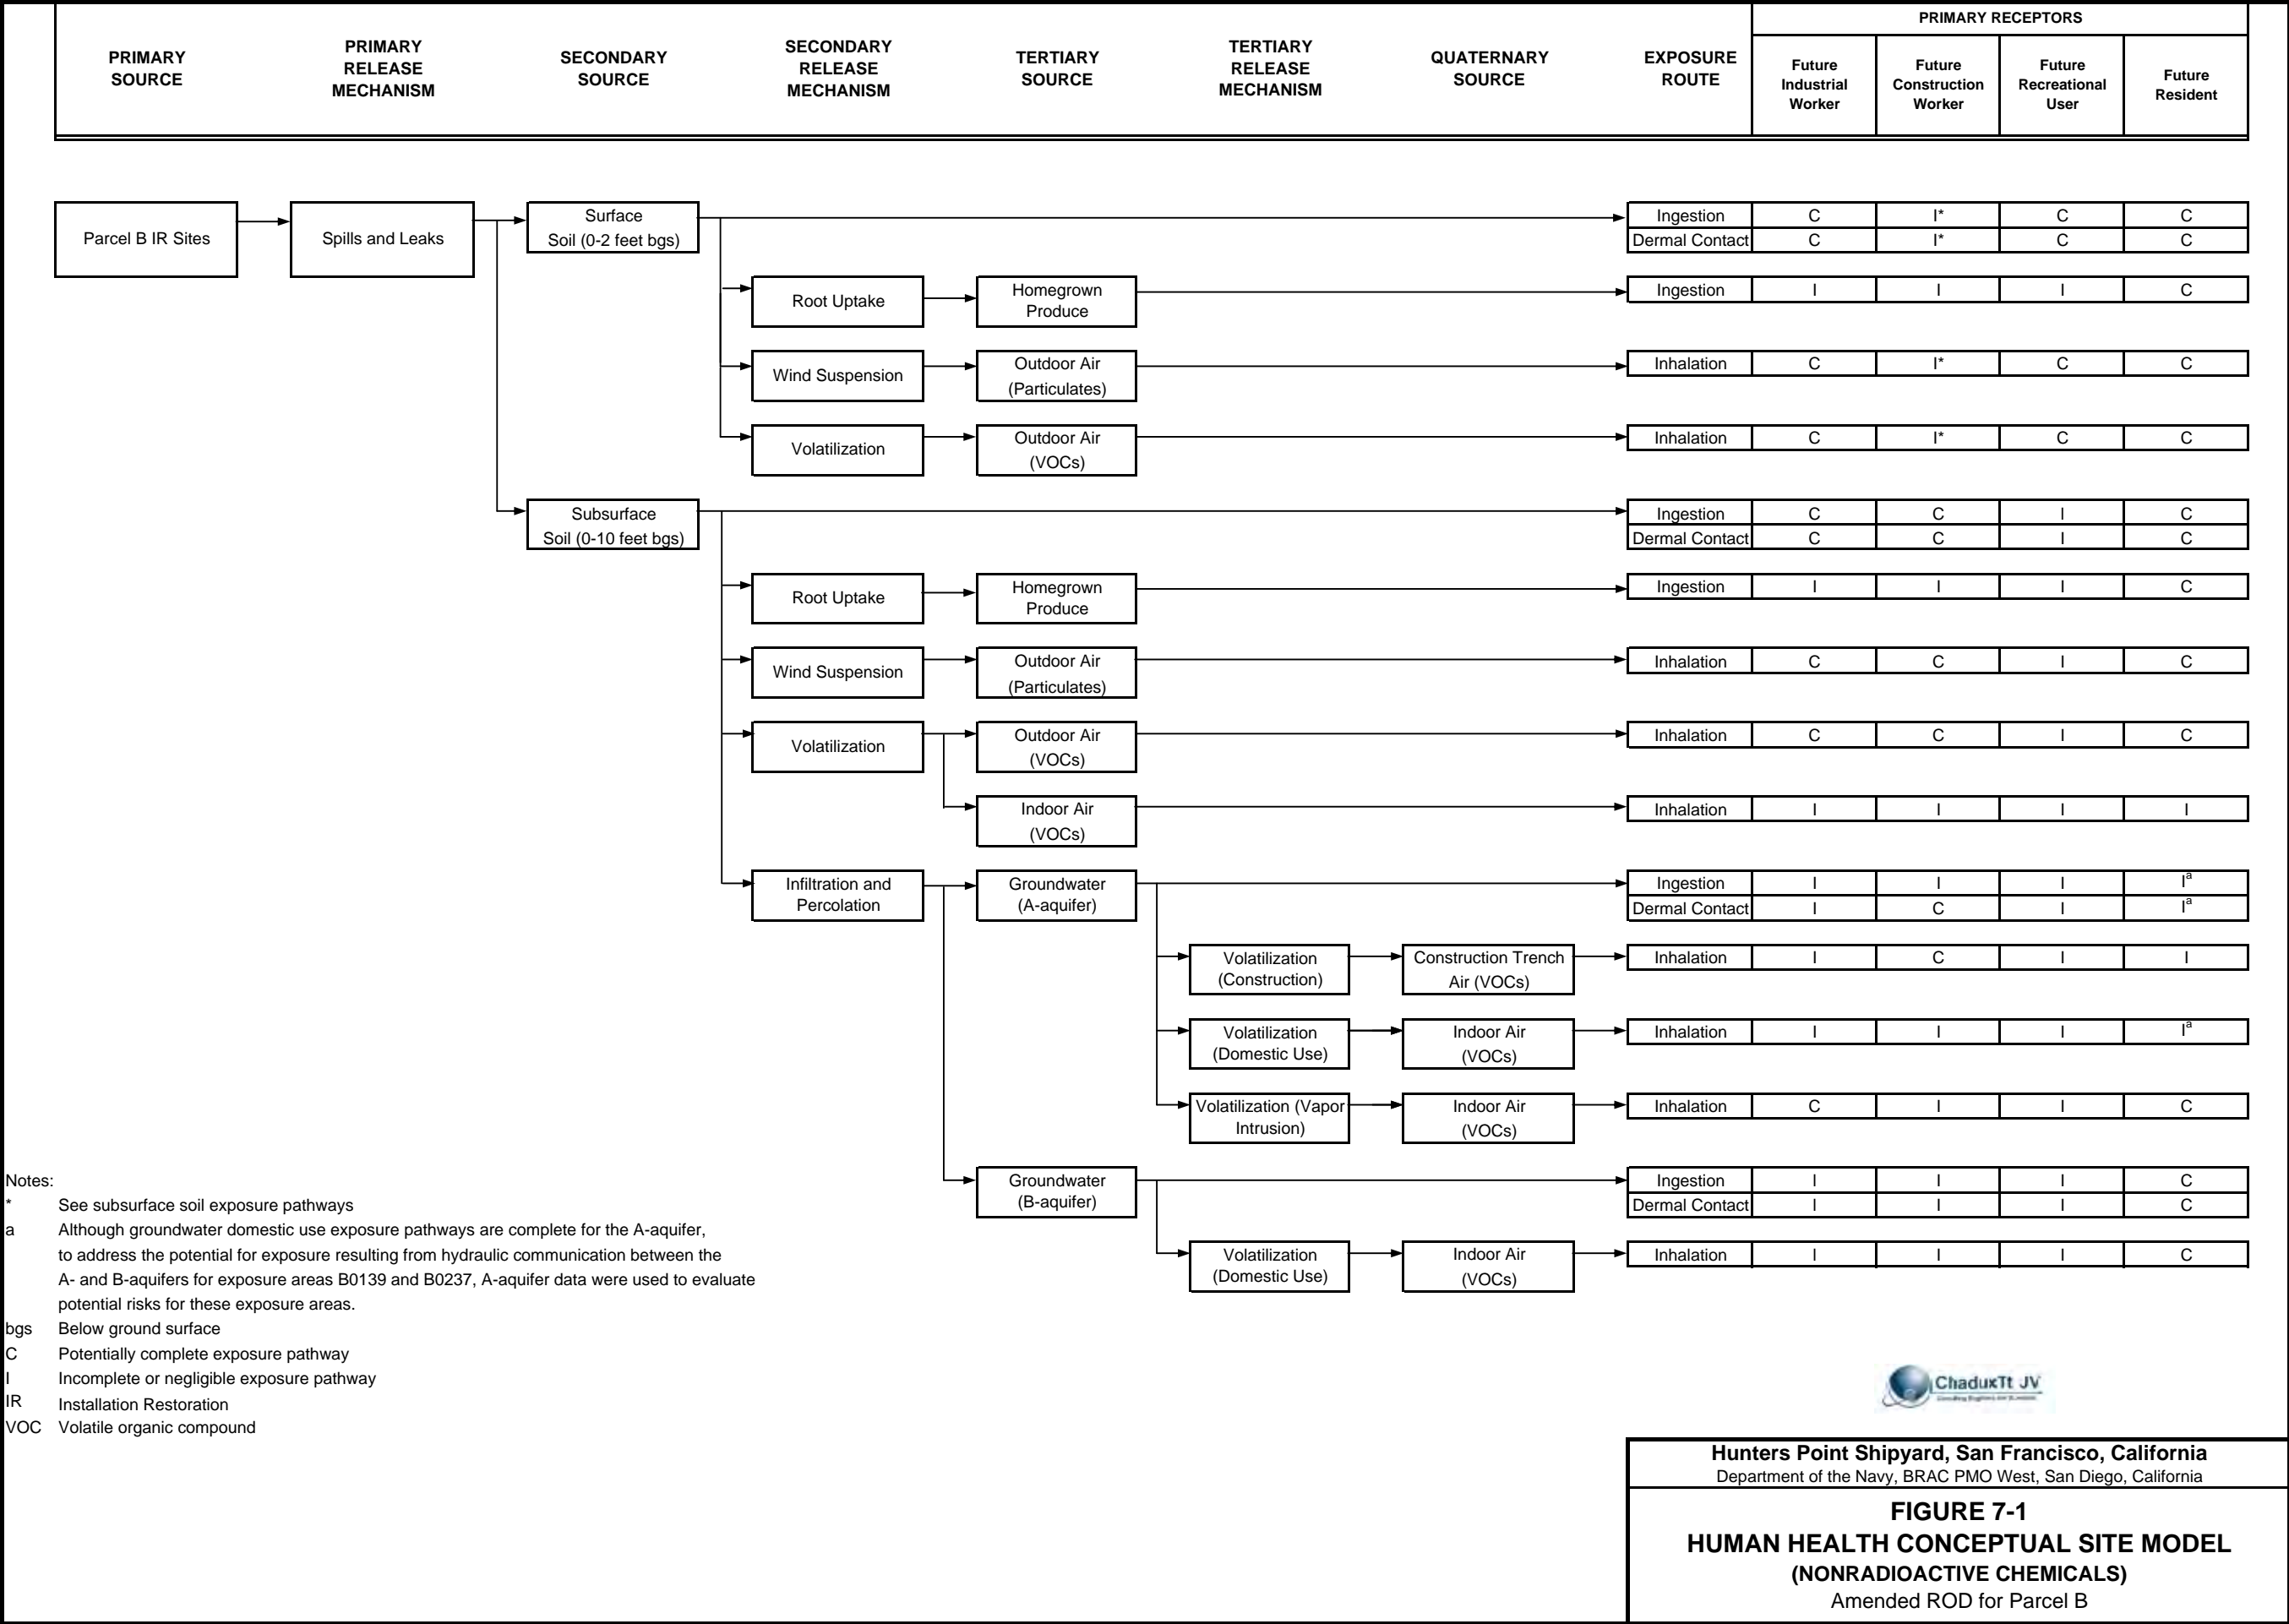 PRIMARY RECEPTORS
PRIMARY
SOURCE
PRIMARY
RELEASE
MECHANISM
SECONDARY
SOURCE
SECONDARY
RELEASE
MECHANISM
TERTIARY
SOURCE
TERTIARY
RELEASE
MECHANISM
QUATERNARY
SOURCE
EXPOSURE
ROUTE
Future
Industrial
Worker
Future
Construction
Worker
Future
Recreational
User
Future
Resident
Parcel B IR Sites
Spills and Leaks
Surface
Soil (0-2 feet bgs)
Ingestion C I* C C
Dermal Contact C I* C C
Root Uptake
Homegrown
Produce
Ingestion I I I C
Wind Suspension
Outdoor Air
(Particulates)
Inhalation C I* C C
Volatilization
Outdoor Air
(VOCs)
Inhalation C I* C C
Subsurface
Soil (0-10 feet bgs)
Ingestion C C I C
Dermal Contact C C I C
Root Uptake
Homegrown
Produce
Ingestion I I I C
Wind Suspension
Outdoor Air
(Particulates)
Inhalation C C I C
Volatilization
Outdoor Air
(VOCs)
Inhalation C C I C
Indoor Air
(VOCs)
Inhalation I I I I
Infiltration and
Percolation
Groundwater
(A-aquifer)
Ingestion I I I Iᵃ
Dermal Contact I C I Iᵃ
Volatilization
(Construction)
Construction Trench
Air (VOCs)
Inhalation I C I I
Volatilization
(Domestic Use)
Indoor Air
(VOCs)
Inhalation I I I Iᵃ
Volatilization (Vapor
Intrusion)
Indoor Air
(VOCs)
Inhalation C I I C
Groundwater
(B-aquifer)
Ingestion I I I C
Dermal Contact I I I C
Volatilization
(Domestic Use)
Indoor Air
(VOCs)
Inhalation I I I C
Notes:
* See subsurface soil exposure pathways
a Although groundwater domestic use exposure pathways are complete for the A-aquifer,
to address the potential for exposure resulting from hydraulic communication between the
A- and B-aquifers for exposure areas B0139 and B0237, A-aquifer data were used to evaluate
potential risks for these exposure areas.
bgs Below ground surface
C Potentially complete exposure pathway
I Incomplete or negligible exposure pathway
IR Installation Restoration
VOC Volatile organic compound
ChaduxTt JV
Hunters Point Shipyard, San Francisco, California
Department of the Navy, BRAC PMO West, San Diego, California
FIGURE 7-1
HUMAN HEALTH CONCEPTUAL SITE MODEL
(NONRADIOACTIVE CHEMICALS)
Amended ROD for Parcel B